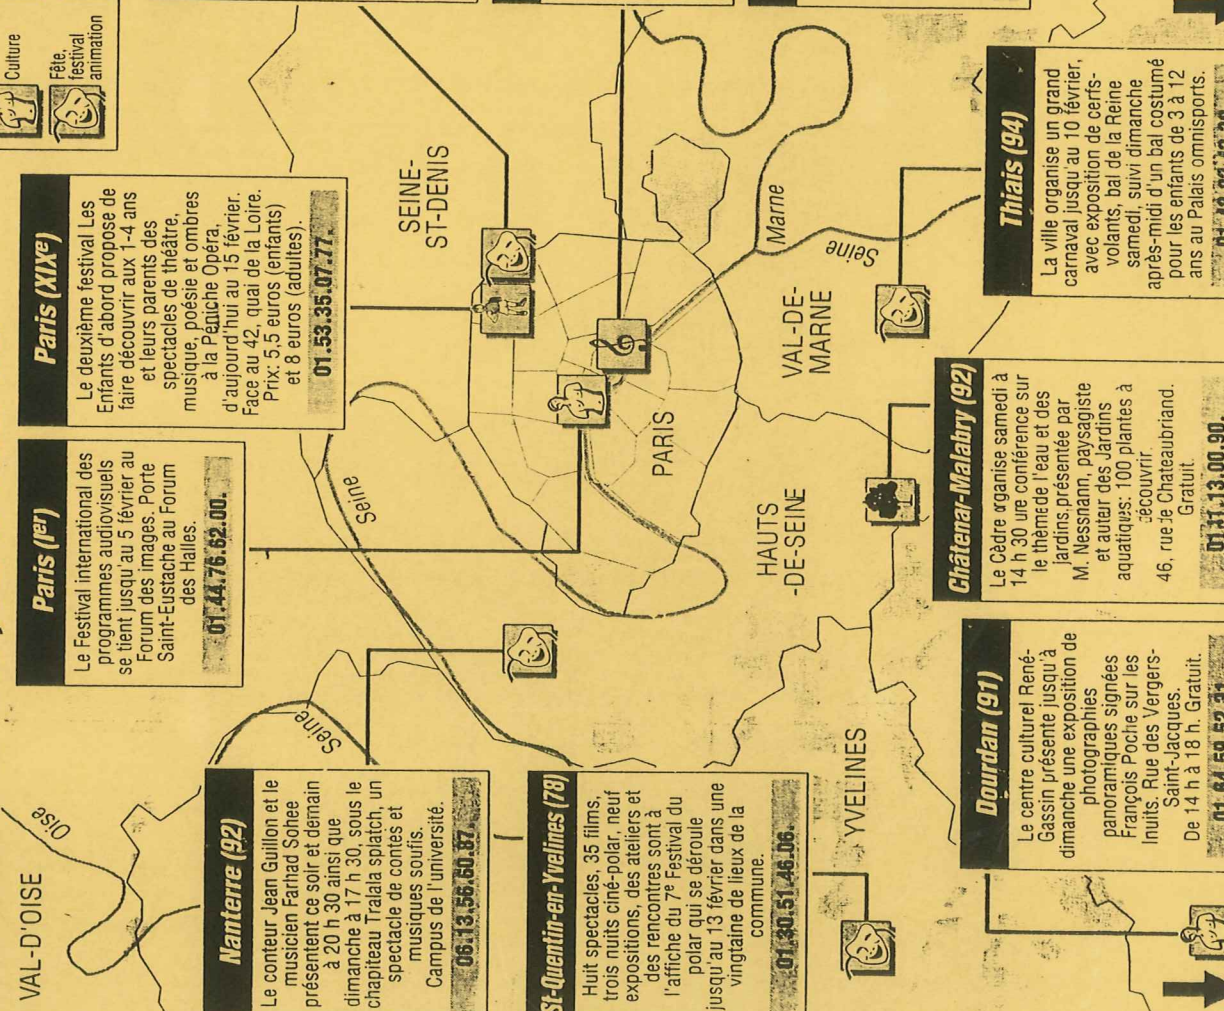 Culture
Fête,
festival
animation
Paris (XIXe)
Le deuxième festival Les
Enfants d'abord propose de
faire découvrir aux 1-4 ans
et leurs parents des
spectacles de théâtre,
musique, poésie et ombres
à la Péniche Opéra,
d'aujourd'hui au 15 février.
Face au 42, quai de la Loire.
Prix: 5,5 euros (enfants)
et 8 euros (adultes).
01.53.35.07.77.
Paris (Ier)
Le Festival international des
programmes audiovisuels
se tient jusqu'au 5 février au
Forum des images. Porte
Saint-Eustache au Forum
des Halles.
01.44.76.62.00.
Nanterre (92)
Le conteur Jean Guillon et le
musicien Farhad Sohee
présentent ce soir et demain
à 20 h 30 ainsi que
dimanche à 17 h 30, sous le
chapiteau Tralala splatch, un
spectacle de contes et
musiques soufis.
Campus de l'université.
06.13.56.60.87.
St-Quentin-en-Yvelines (78)
Huit spectacles, 35 films,
trois nuits ciné-polar, neuf
expositions, des ateliers et
des rencontres sont à
l'affiche du 7e Festival du
polar qui se déroule
jusqu'au 13 février dans une
vingtaine de lieux de la
commune.
01.30.51.46.06.
Thiais (94)
La ville organise un grand
carnaval jusqu'au 10 février,
avec exposition de cerfs-
volants, bal de la Reine
samedi, suivi dimanche
après-midi d'un bal costumé
pour les enfants de 3 à 12
ans au Palais omnisports.
Châtenay-Malabry (92)
Le Cèdre organise samedi à
14 h 30 une conférence sur
le thème de l'eau et des
jardins, présentée par
M. Nessmann, paysagiste
et auteur des Jardins
aquatiques: 100 plantes à
découvrir.
46, rue de Chateaubriand.
Gratuit.
Dourdan (91)
Le centre culturel René-
Gassin présente jusqu'à
dimanche une exposition de
photographies
panoramiques signées
François Poche sur les
Inuits. Rue des Vergers-
Saint-Jacques.
De 14 h à 18 h. Gratuit.
VAL-D'OISE
Oise
Seine
Seine
SEINE-
ST-DENIS
PARIS
Marne
Seine
VAL-DE-
MARNE
HAUTS
-DE-SEINE
YVELINES